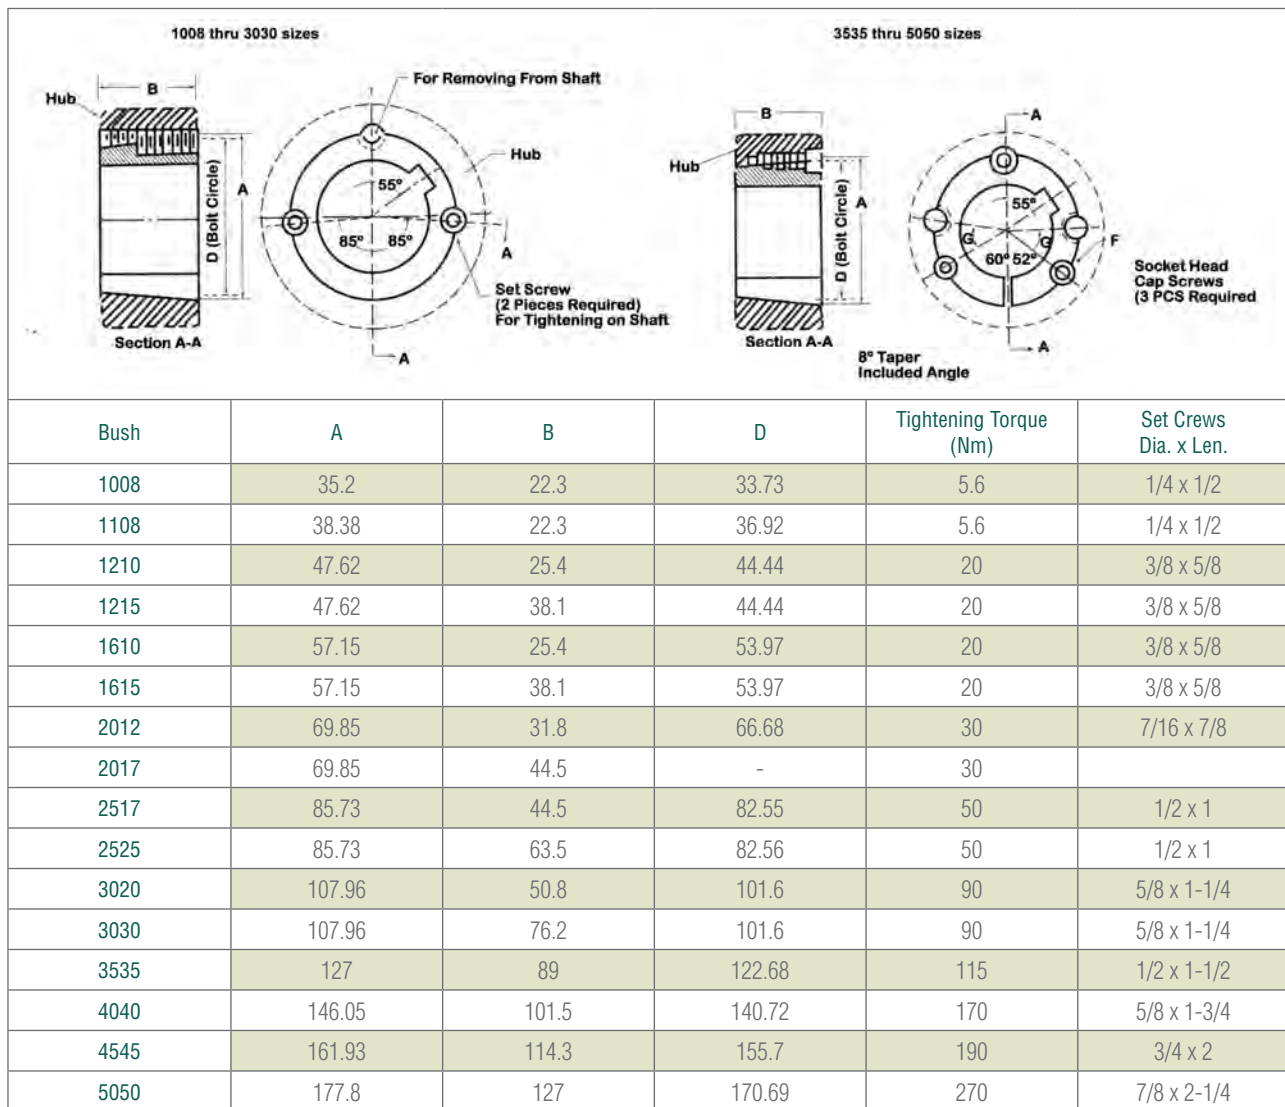 1008 thru 3030 sizes
B
Hub
For Removing From Shaft
Hub
D (Bolt Circle)
A
55°
85° 85°
A
Set Screw
(2 Pieces Required)
For Tightening on Shaft
Section A-A
A
3535 thru 5050 sizes
B
A
Hub
D (Bolt Circle)
A
55°
G
G
F
60° 52°
Socket Head
Cap Screws
(3 PCS Required
Section A-A
A
8° Taper
Included Angle
Bush A B D Tightening Torque (Nm) Set Crews Dia. x Len.
1008 35.2 22.3 33.73 5.6 1/4 x 1/2
1108 38.38 22.3 36.92 5.6 1/4 x 1/2
1210 47.62 25.4 44.44 20 3/8 x 5/8
1215 47.62 38.1 44.44 20 3/8 x 5/8
1610 57.15 25.4 53.97 20 3/8 x 5/8
1615 57.15 38.1 53.97 20 3/8 x 5/8
2012 69.85 31.8 66.68 30 7/16 x 7/8
2017 69.85 44.5 - 30
2517 85.73 44.5 82.55 50 1/2 x 1
2525 85.73 63.5 82.56 50 1/2 x 1
3020 107.96 50.8 101.6 90 5/8 x 1-1/4
3030 107.96 76.2 101.6 90 5/8 x 1-1/4
3535 127 89 122.68 115 1/2 x 1-1/2
4040 146.05 101.5 140.72 170 5/8 x 1-3/4
4545 161.93 114.3 155.7 190 3/4 x 2
5050 177.8 127 170.69 270 7/8 x 2-1/4